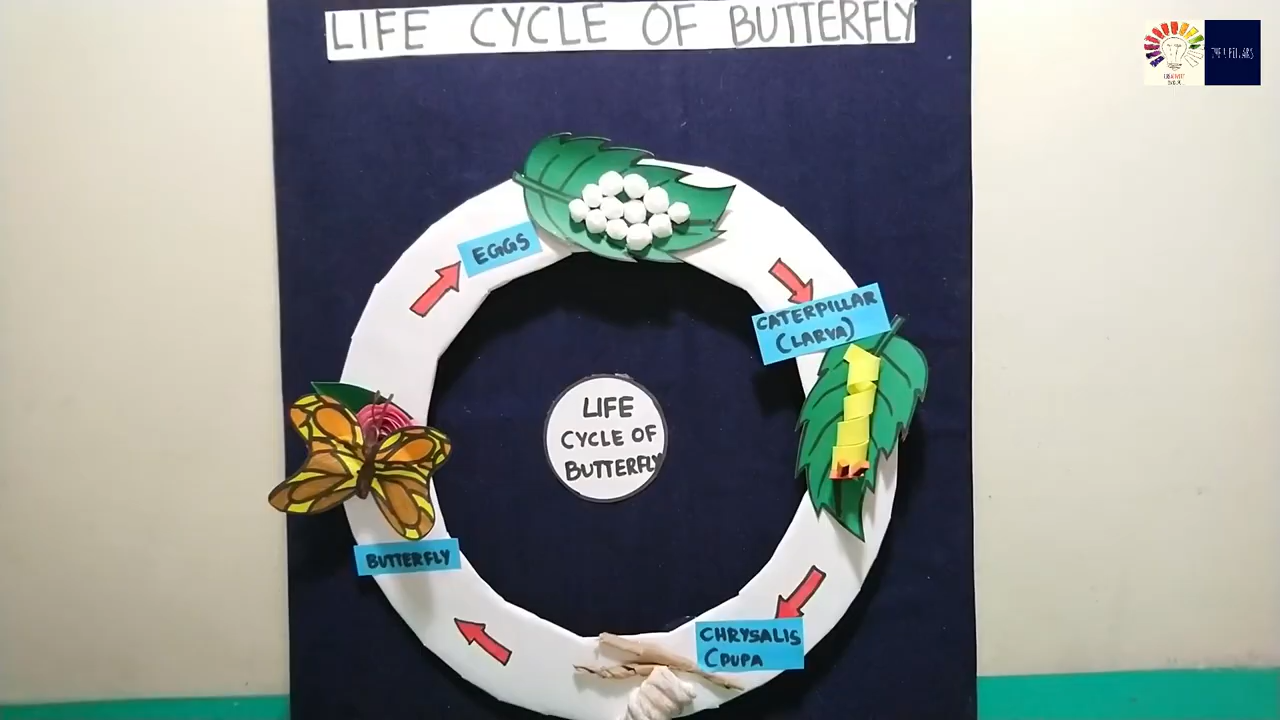 LIFE CYCLE OF BUTTERFLY
EGGS
CATERPILLAR
(LARVA)
LIFE
CYCLE OF
BUTTERFLY
BUTTERFLY
CHRYSALIS
(PUPA